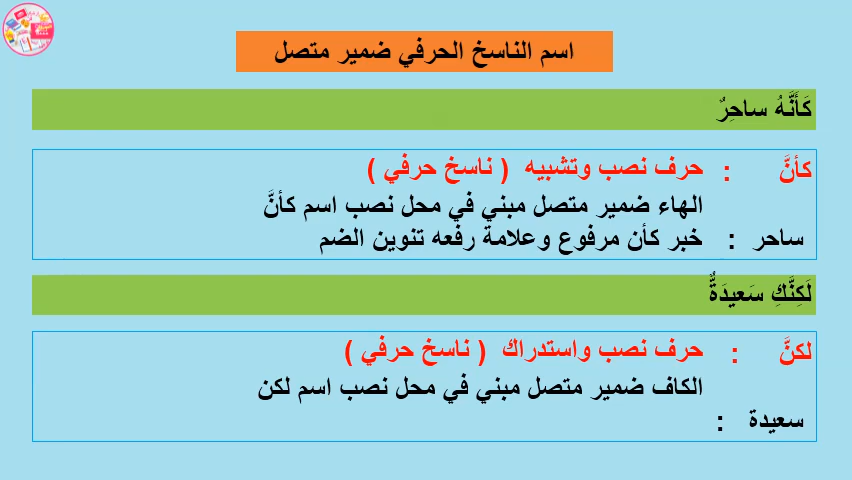 اسم الناسخ الحرفي ضمير متصل
كَأَنَّهُ ساحِرٌ
كأنَّ : حرف نصب وتشبيه ( ناسخ حرفي )
الهاء ضمير متصل مبني في محل نصب اسم كأنَّ
ساحر : خبر كأن مرفوع وعلامة رفعه تنوين الضم
لَكِنَّكِ سَعيدَةٌّ
لكنَّ : حرف نصب واستدراك ( ناسخ حرفي )
الكاف ضمير متصل مبني في محل نصب اسم لكن
سعيدة :